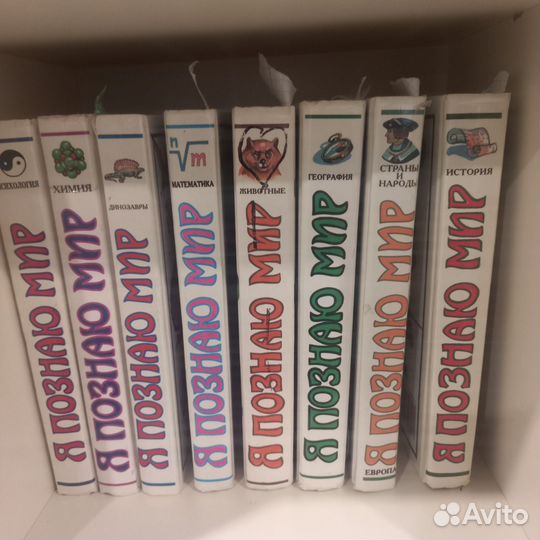 ПСИХОЛОГИЯ
Я ПОЗНАЮ МИР
ХИМИЯ
Я ПОЗНАЮ МИР
ДИНОЗАВРЫ
Я ПОЗНАЮ МИР
n√m
МАТЕМАТИКА
Я ПОЗНАЮ МИР
ЖИВОТНЫЕ
Я ПОЗНАЮ МИР
ГЕОГРАФИЯ
Я ПОЗНАЮ МИР
СТРАНЫ
И
НАРОДЫ
Я ПОЗНАЮ МИР
ЕВРОПА
ИСТОРИЯ
Я ПОЗНАЮ МИР
Avito